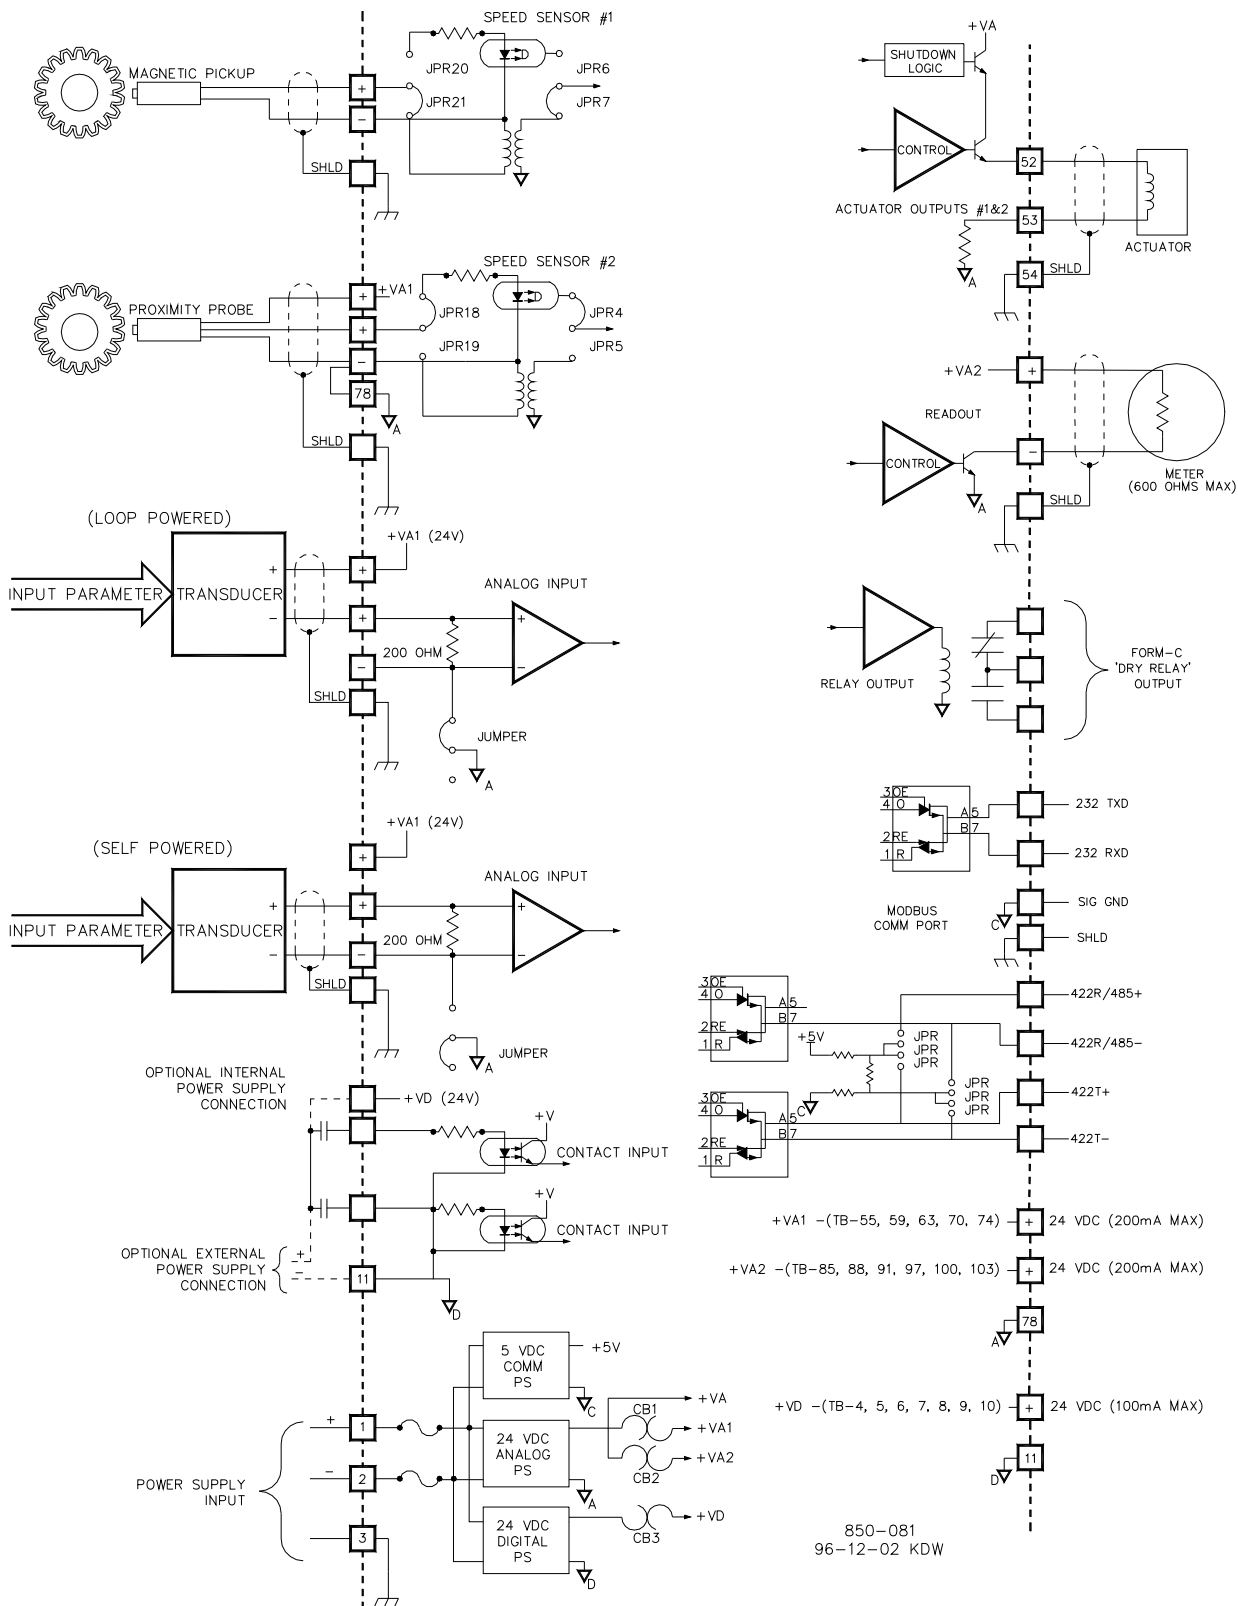 SPEED SENSOR #1
MAGNETIC PICKUP
JPR20
JPR21
JPR6
JPR7
+
-
SHLD
SPEED SENSOR #2
PROXIMITY PROBE
+VA1
JPR18
JPR19
JPR4
JPR5
+
+
-
78
A
SHLD
(LOOP POWERED)
+VA1 (24V)
INPUT PARAMETER
TRANSDUCER
+
-
+
+
-
SHLD
200 OHM
ANALOG INPUT
+
-
JUMPER
A
(SELF POWERED)
+VA1 (24V)
INPUT PARAMETER
TRANSDUCER
+
-
+
+
-
SHLD
200 OHM
ANALOG INPUT
+
-
JUMPER
A
OPTIONAL INTERNAL
POWER SUPPLY
CONNECTION
+VD (24V)
+V
CONTACT INPUT
+V
CONTACT INPUT
OPTIONAL EXTERNAL
POWER SUPPLY
CONNECTION
+
-
11
D
5 VDC
COMM
PS
+5V
C
24 VDC
ANALOG
PS
A
CB1
CB2
+VA
+VA1
+VA2
24 VDC
DIGITAL
PS
D
CB3
+VD
POWER SUPPLY
INPUT
+
-
1
2
3
+VA
SHUTDOWN
LOGIC
CONTROL
52
ACTUATOR OUTPUTS #1&2
53
A
54
SHLD
ACTUATOR
+VA2
+
READOUT
CONTROL
-
A
SHLD
METER
(600 OHMS MAX)
RELAY OUTPUT
FORM-C
'DRY RELAY'
OUTPUT
3 OE
4 O
2 RE
1 R
A 5
B 7
232 TXD
232 RXD
MODBUS
COMM PORT
SIG GND
C
SHLD
3 OE
4 O
2 RE
1 R
A 5
B 7
+5V
JPR
JPR
JPR
422R/485+
422R/485-
3 OE
4 O
2 RE
1 R
A 5
B 7
C
JPR
JPR
JPR
422T+
422T-
+VA1 -(TB-55, 59, 63, 70, 74) + 24 VDC (200mA MAX)
+VA2 -(TB-85, 88, 91, 97, 100, 103) + 24 VDC (200mA MAX)
78
A
+VD -(TB-4, 5, 6, 7, 8, 9, 10) + 24 VDC (100mA MAX)
11
D
850-081
96-12-02 KDW